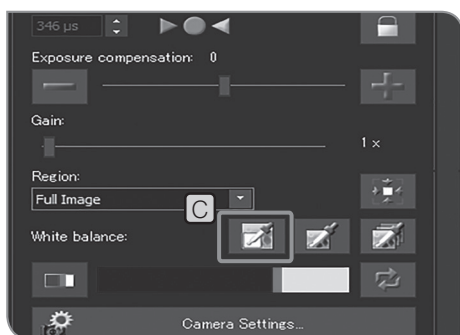 346 µs
Exposure compensation: 0
Gain:
1 ×
Region:
Full Image
C
White balance:
Camera Settings...